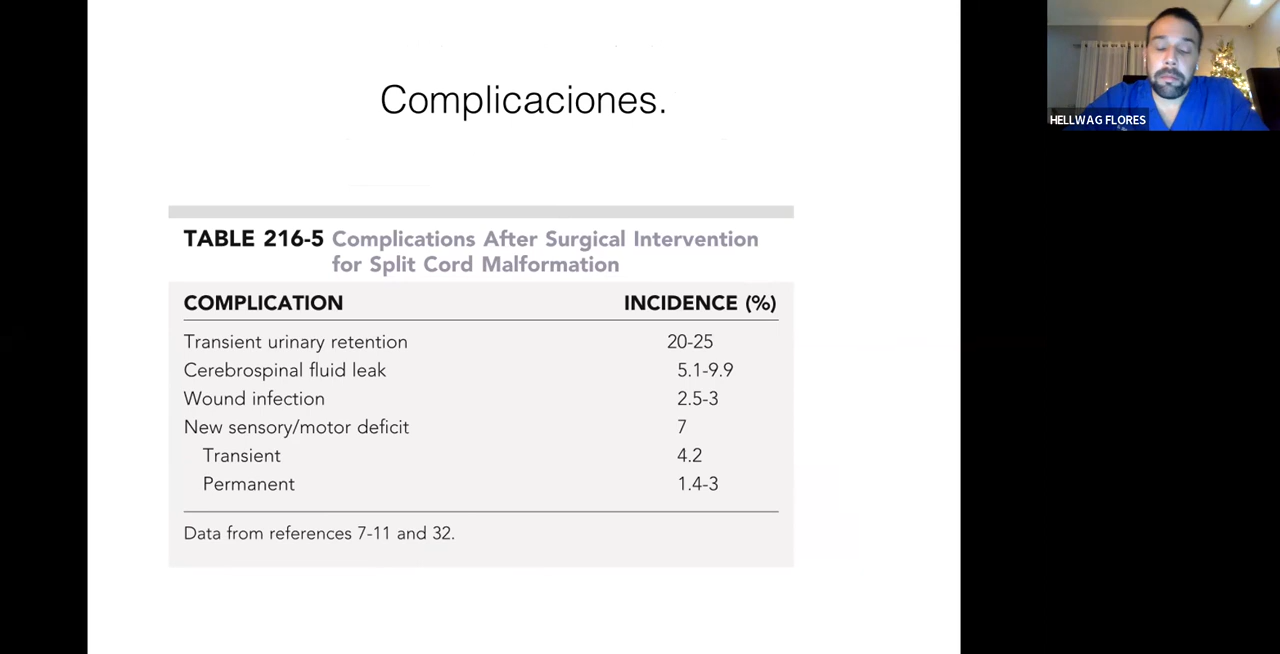 Complicaciones.
HELLWAG FLORES
TABLE 216-5 Complications After Surgical Intervention
for Split Cord Malformation
COMPLICATION INCIDENCE (%)
Transient urinary retention 20-25
Cerebrospinal fluid leak 5.1-9.9
Wound infection 2.5-3
New sensory/motor deficit 7
Transient 4.2
Permanent 1.4-3
Data from references 7-11 and 32.